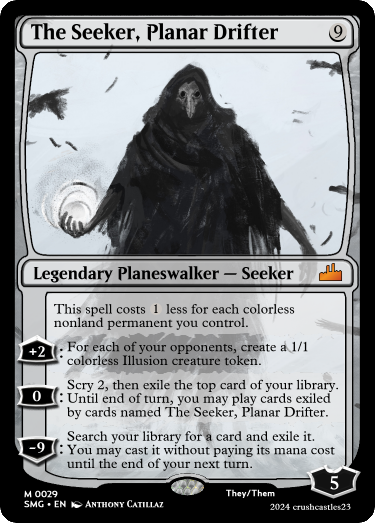 The Seeker, Planar Drifter 9
Legendary Planeswalker — Seeker
This spell costs 1 less for each colorless
nonland permanent you control.
+2 : For each of your opponents, create a 1/1
colorless Illusion creature token.
0 : Scry 2, then exile the top card of your library.
Until end of turn, you may play cards exiled
by cards named The Seeker, Planar Drifter.
-9 : Search your library for a card and exile it.
You may cast it without paying its mana cost
until the end of your next turn.
5
M 0029
SMG • EN Anthony Catillaz
They/Them
2024 crushcastles23